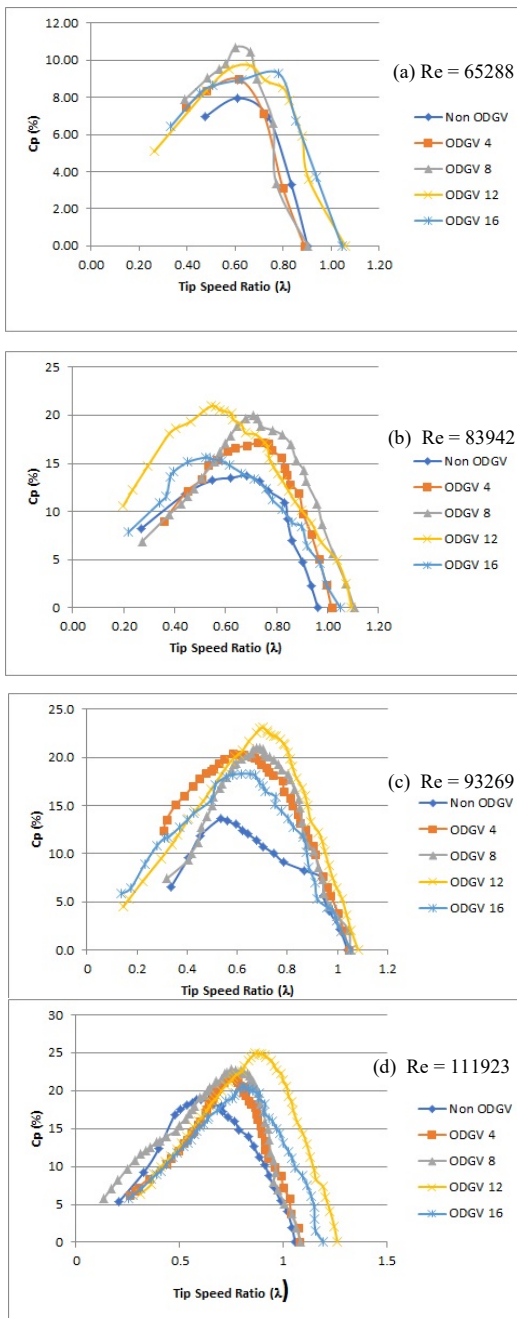 12.00
10.00
8.00
6.00
4.00
2.00
0.00
Cp (%)
0.00 0.20 0.40 0.60 0.80 1.00 1.20
Tip Speed Ratio (λ)
(a) Re = 65288
Non ODGV
ODGV 4
ODGV 8
ODGV 12
ODGV 16
25
20
15
10
5
0
Cp (%)
0.00 0.20 0.40 0.60 0.80 1.00 1.20
Tip Speed Ratio (λ)
(b) Re = 83942
Non ODGV
ODGV 4
ODGV 8
ODGV 12
ODGV 16
25.0
20.0
15.0
10.0
5.0
0.0
Cp (%)
0 0.2 0.4 0.6 0.8 1 1.2
Tip Speed Ratio (λ)
(c) Re = 93269
Non ODGV
ODGV 4
ODGV 8
ODGV 12
ODGV 16
30
25
20
15
10
5
0
Cp (%)
0 0.5 1 1.5
Tip Speed Ratio (λ)
(d) Re = 111923
Non ODGV
ODGV 4
ODGV 8
ODGV 12
ODGV 16